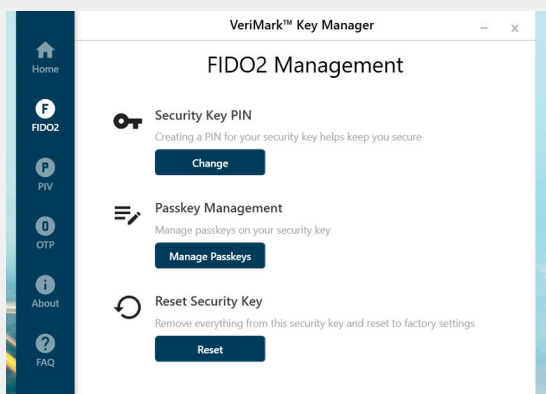 VeriMark™ Key Manager
– x
Home
F
FIDO2
P
PIV
0
OTP
i
About
?
FAQ
FIDO2 Management
Security Key PIN
Creating a PIN for your security key helps keep you secure
Change
Passkey Management
Manage passkeys on your security key
Manage Passkeys
Reset Security Key
Remove everything from this security key and reset to factory settings
Reset